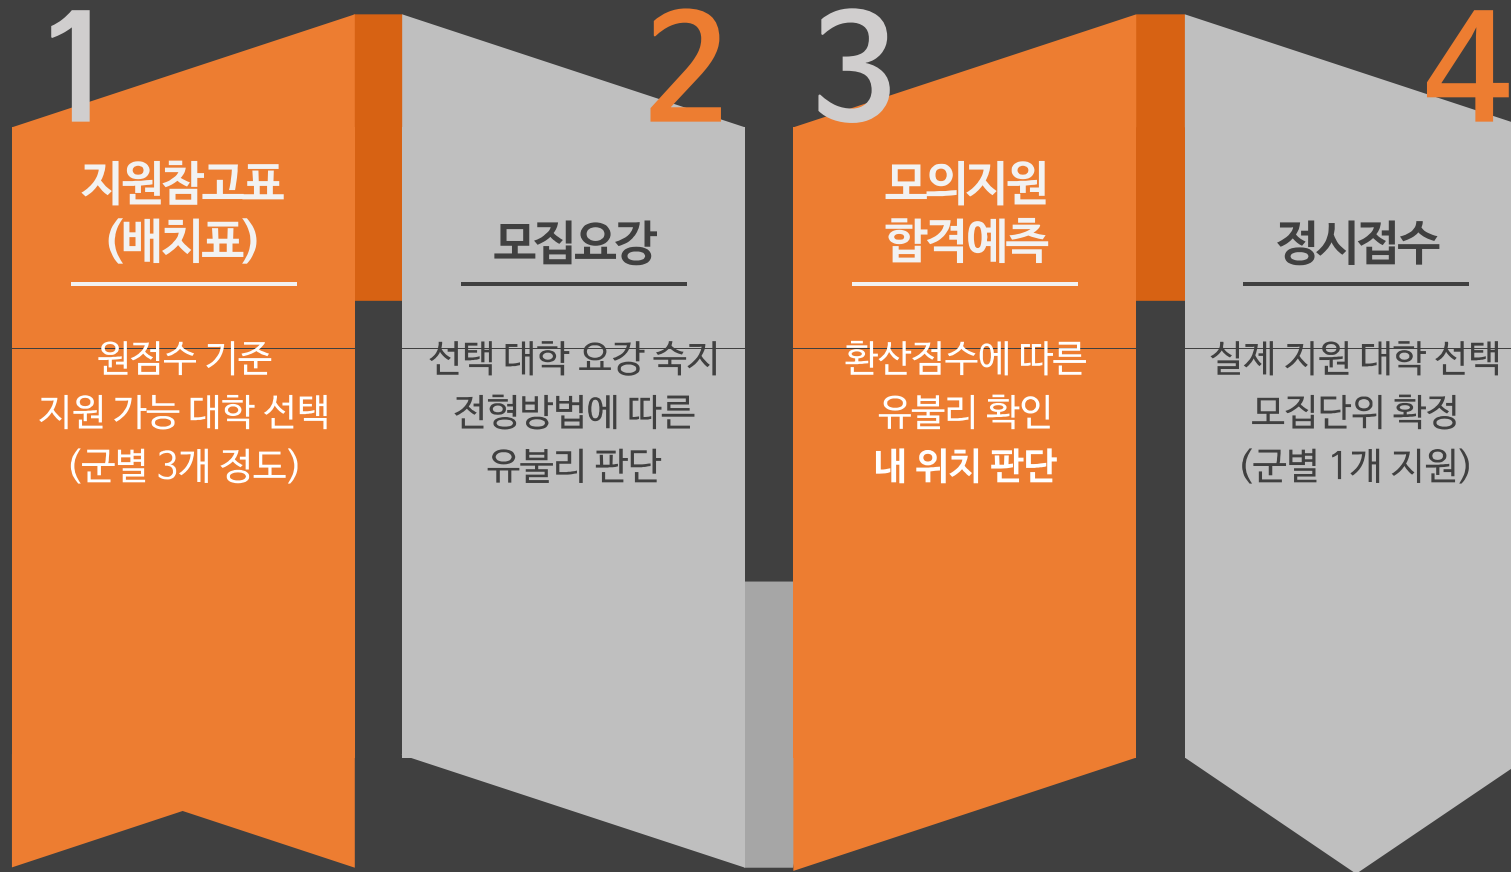 1
지원참고표
(배치표)
원점수 기준
지원 가능 대학 선택
(군별 3개 정도)
2
모집요강
선택 대학 요강 숙지
전형방법에 따른
유불리 판단
3
모의지원
합격예측
환산점수에 따른
유불리 확인
내 위치 판단
4
정시접수
실제 지원 대학 선택
모집단위 확정
(군별 1개 지원)